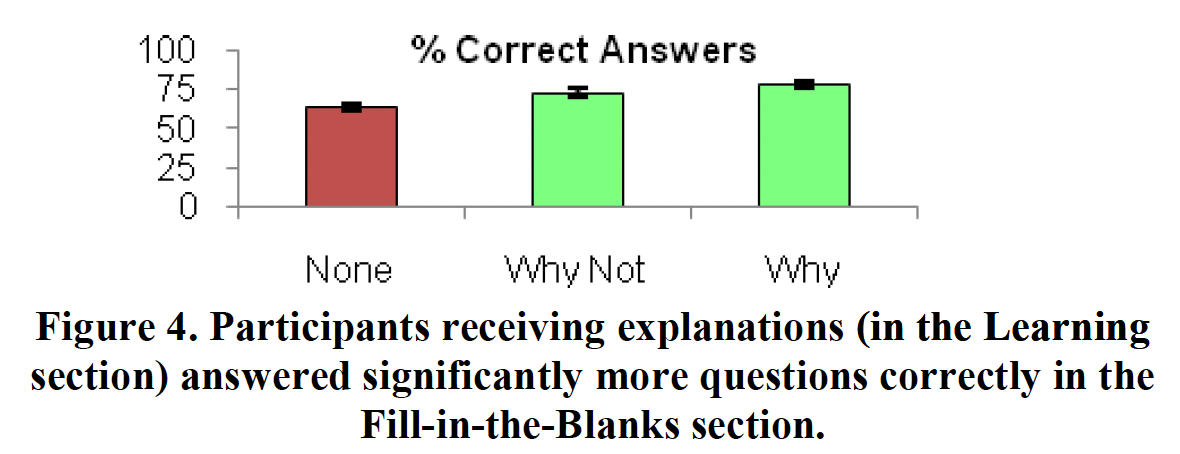 % Correct Answers
100
75
50
25
0
None Why Not Why
Figure 4. Participants receiving explanations (in the Learning
section) answered significantly more questions correctly in the
Fill-in-the-Blanks section.